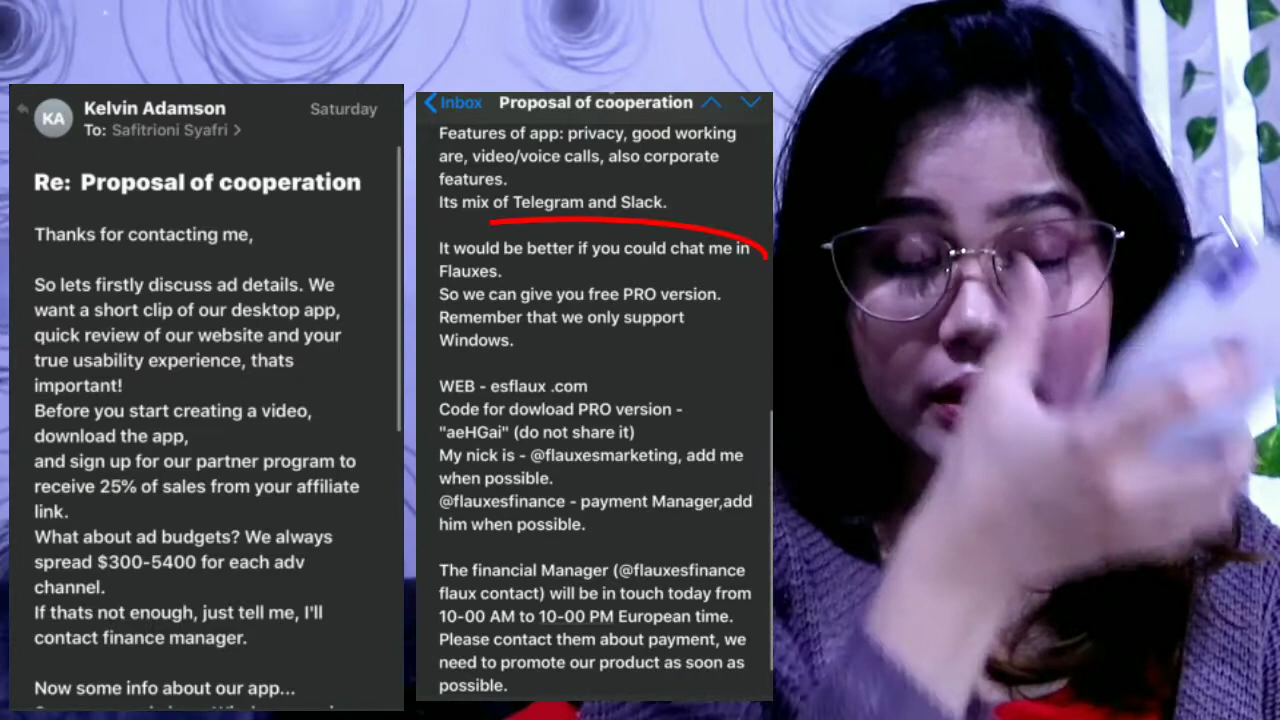 KA
Kelvin Adamson
Saturday
To: Safitrioni Syafri >
Re: Proposal of cooperation
Thanks for contacting me,
So lets firstly discuss ad details. We
want a short clip of our desktop app,
quick review of our website and your
true usability experience, thats
important!
Before you start creating a video,
download the app,
and sign up for our partner program to
receive 25% of sales from your affiliate
link.
What about ad budgets? We always
spread $300-5400 for each adv
channel.
If thats not enough, just tell me, I'll
contact finance manager.
Now some info about our app...
Inbox
Proposal of cooperation
Features of app: privacy, good working
are, video/voice calls, also corporate
features.
Its mix of Telegram and Slack.
It would be better if you could chat me in
Flauxes.
So we can give you free PRO version.
Remember that we only support
Windows.
WEB - esflaux .com
Code for dowload PRO version -
"aeHGai" (do not share it)
My nick is - @flauxesmarketing, add me
when possible.
@flauxesfinance - payment Manager,add
him when possible.
The financial Manager (@flauxesfinance
flaux contact) will be in touch today from
10-00 AM to 10-00 PM European time.
Please contact them about payment, we
need to promote our product as soon as
possible.